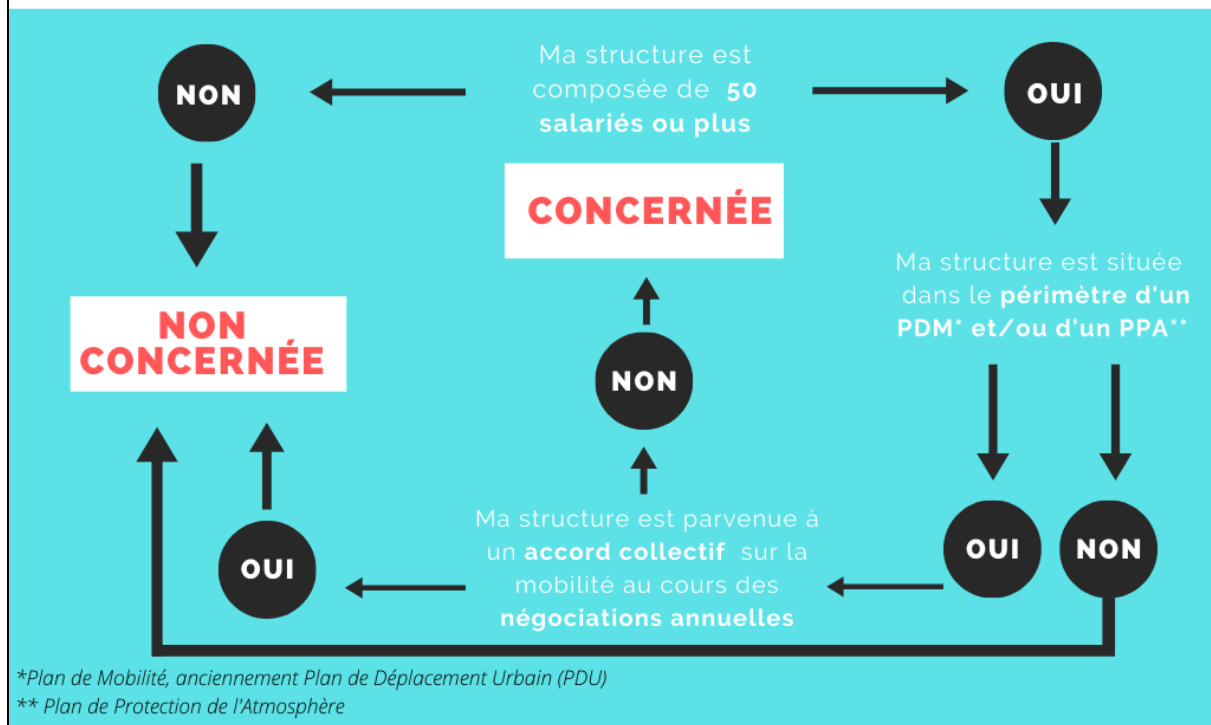 Ma structure est
composée de 50
salariés ou plus
NON
OUI
CONCERNÉE
Ma structure est située
dans le périmètre d'un
PDM* et/ou d'un PPA**
NON
CONCERNÉE
NON
Ma structure est parvenue à
un accord collectif sur la
mobilité au cours des
négociations annuelles
OUI
NON
OUI
*Plan de Mobilité, anciennement Plan de Déplacement Urbain (PDU)
** Plan de Protection de l'Atmosphère